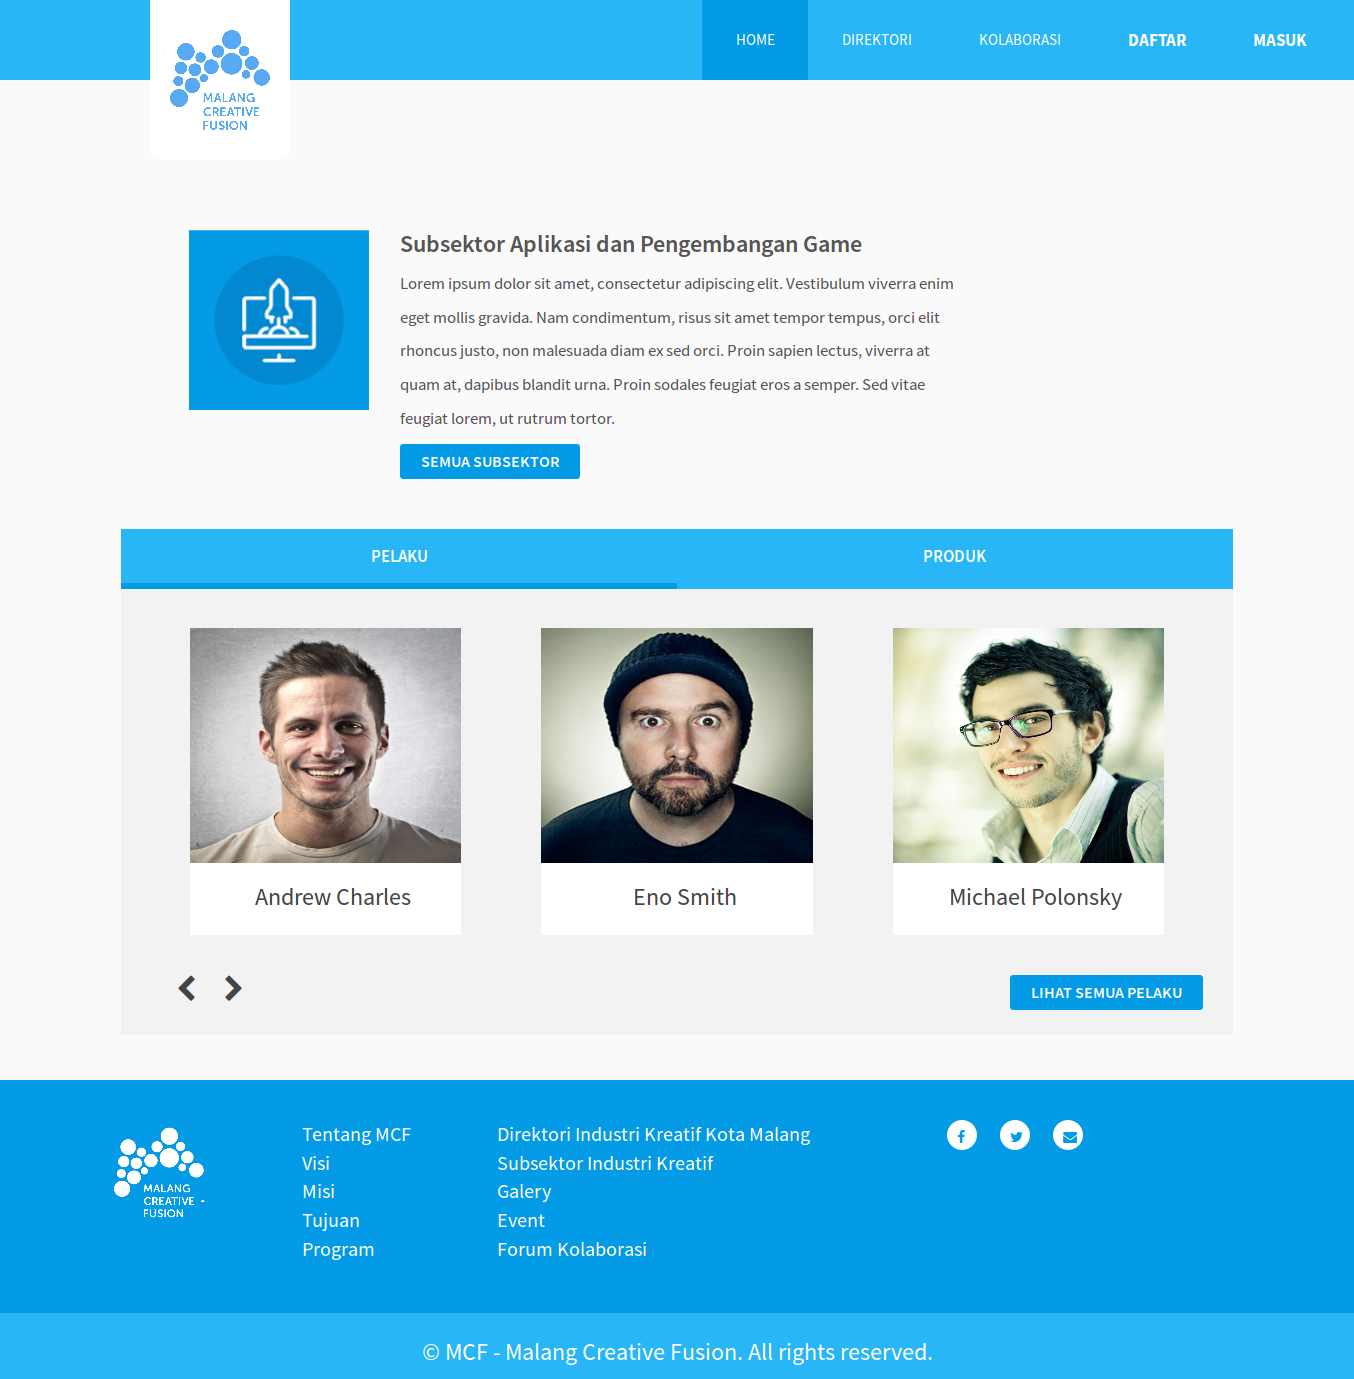 HOME
DIREKTORI
KOLABORASI
DAFTAR
MASUK
MALANG
CREATIVE
FUSION
Subsektor Aplikasi dan Pengembangan Game
Lorem ipsum dolor sit amet, consectetur adipiscing elit. Vestibulum viverra enim
eget mollis gravida. Nam condimentum, risus sit amet tempor tempus, orci elit
rhoncus justo, non malesuada diam ex sed orci. Proin sapien lectus, viverra at
quam at, dapibus blandit urna. Proin sodales feugiat eros a semper. Sed vitae
feugiat lorem, ut rutrum tortor.
SEMUA SUBSEKTOR
PELAKU
PRODUK
Andrew Charles
Eno Smith
Michael Polonsky
LIHAT SEMUA PELAKU
MALANG
CREATIVE -
FUSION
Tentang MCF
Visi
Misi
Tujuan
Program
Direktori Industri Kreatif Kota Malang
Subsektor Industri Kreatif
Galery
Event
Forum Kolaborasi
© MCF - Malang Creative Fusion. All rights reserved.